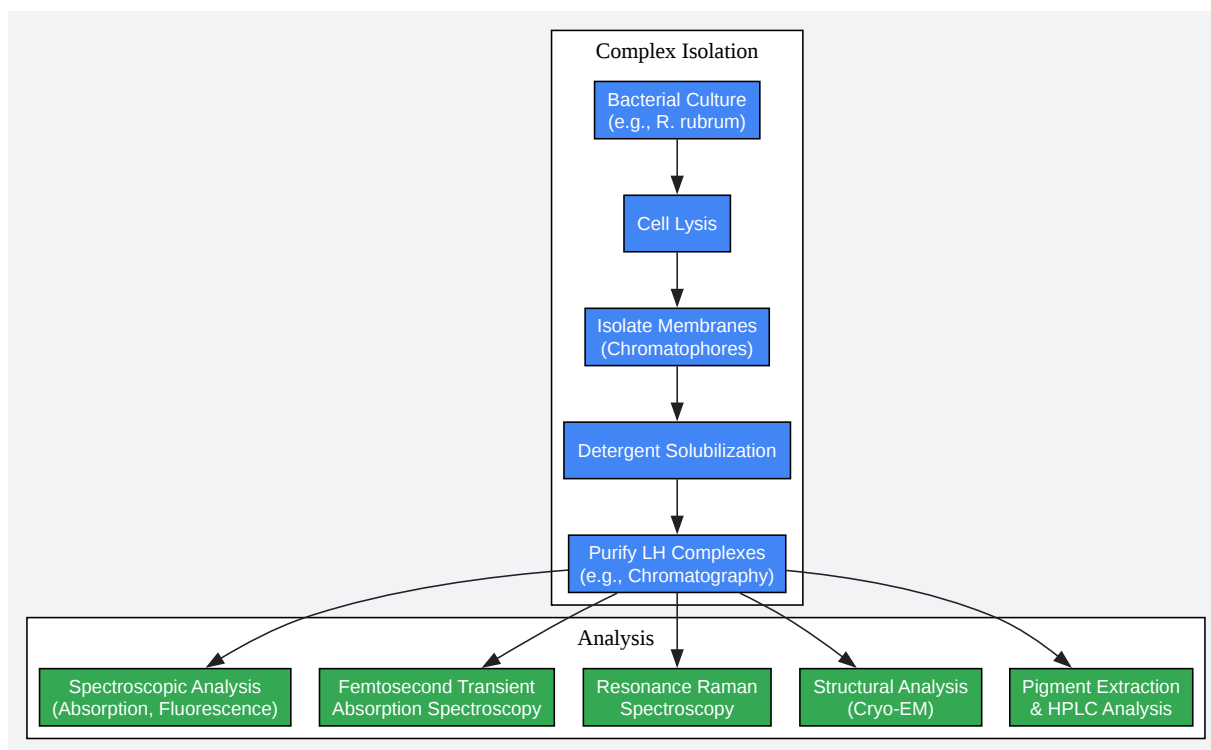 Complex Isolation
Bacterial Culture
(e.g., R. rubrum)
Cell Lysis
Isolate Membranes
(Chromatophores)
Detergent Solubilization
Purify LH Complexes
(e.g., Chromatography)
Analysis
Spectroscopic Analysis
(Absorption, Fluorescence)
Femtosecond Transient
Absorption Spectroscopy
Resonance Raman
Spectroscopy
Structural Analysis
(Cryo-EM)
Pigment Extraction
& HPLC Analysis